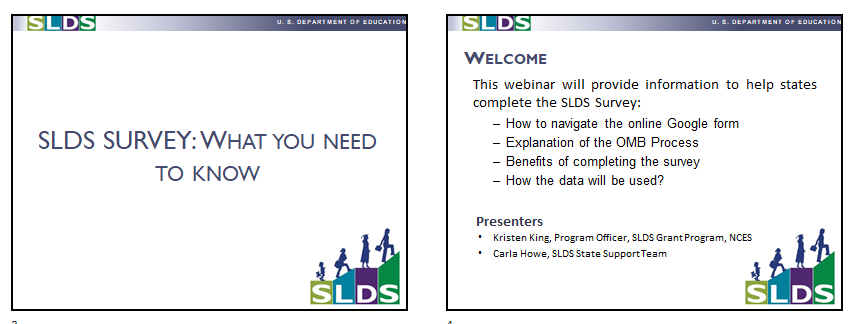 SLDS
U. S. DEPARTMENT OF EDUCATION
SLDS SURVEY: WHAT YOU NEED
TO KNOW
SLDS
SLDS
U. S. DEPARTMENT OF EDUCATION
WELCOME
This webinar will provide information to help states
complete the SLDS Survey:
– How to navigate the online Google form
– Explanation of the OMB Process
– Benefits of completing the survey
– How the data will be used?
Presenters
• Kristen King, Program Officer, SLDS Grant Program, NCES
• Carla Howe, SLDS State Support Team
SLDS